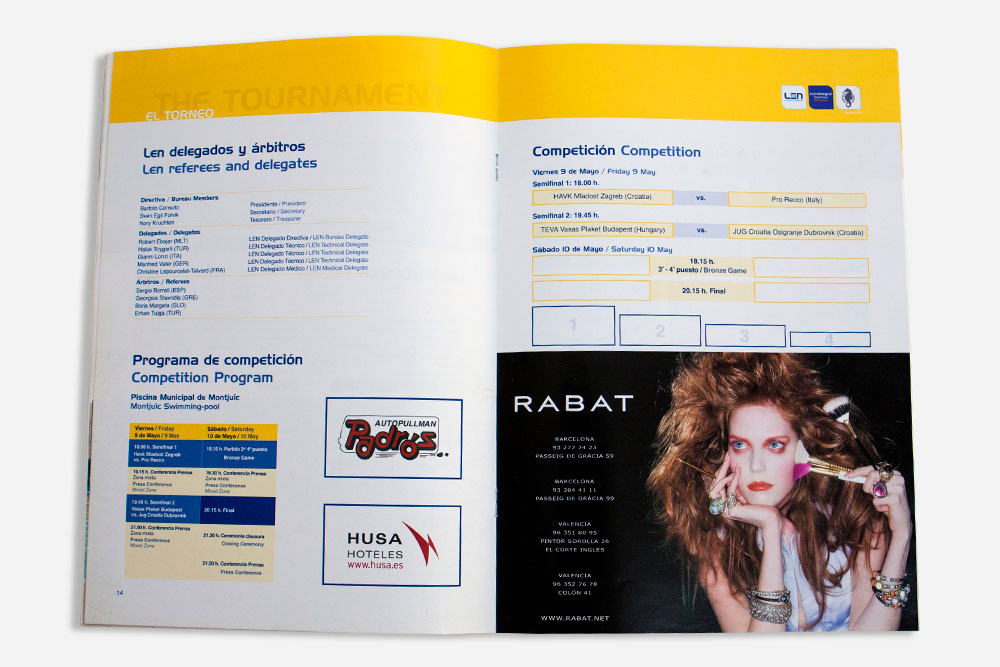 THE TOURNAMENT
EL TORNEO
Len delegados y árbitros
Len referees and delegates
Directiva / Bureau Members
Bartolo Consolo
Presidente / President
Sven Egil Folvik
Secretario / Secretary
Nory Kruchten
Tesorero / Treasurer
Delegados / Delegates
Robert Ebejer (MLT)
LEN Delegado Directiva / LEN Bureau Delegate
Haluk Toygarli (TUR)
LEN Delegado Técnico / LEN Technical Delegate
Gianni Lonzi (ITA)
LEN Delegado Técnico / LEN Technical Delegate
Manfred Vater (GER)
LEN Delegado Técnico / LEN Technical Delegate
Christine Lepourcelet-Talvard (FRA)
LEN Delegado Médico / LEN Medical Delegate
Árbitros / Referees
Sergio Borrell (ESP)
Georgios Stavridis (GRE)
Boris Margeta (SLO)
Erhan Tulga (TUR)
Programa de competición
Competition Program
Piscina Municipal de Montjuïc
Montjuïc Swimming-pool
Viernes / Friday
9 de Mayo / 9 May
Sábado / Saturday
10 de Mayo / 10 May
18.00 h. Semifinal 1
Havk Mladost Zagreb
vs. Pro Recco
18.15 h. Partido 3º 4º puesto
Bronze Game
19.15 h. Conferencia Prensa
Zona mixta
Press Conference
Mixed Zone
19.30 h. Conferencia Prensa
Zona mixta
Press Conference
Mixed Zone
19.45 h. Semifinal 2
Vasas Plaket Budapest
vs. Jug Croatia Dubrovnik
20.15 h. Final
21.00 h. Conferencia Prensa
Zona mixta
Press Conference
Mixed Zone
21.30 h. Ceremonia clausura
Closing Ceremony
21.50 h. Conferencia Prensa
Press Conference
AUTOPULLMAN
Padrós
HUSA
HOTELES
www.husa.es
14
LEN
Competición Competition
Viernes 9 de Mayo / Friday 9 May
Semifinal 1: 18.00 h.
HAVK Mladost Zagreb (Croatia)
vs.
Pro Recco (Italy)
Semifinal 2: 19.45 h.
TEVA Vasas Plaket Budapest (Hungary)
vs.
JUG Croatia Osigranje Dubrovnik (Croatia)
Sábado 10 de Mayo / Saturday 10 May
18.15 h.
3º - 4º puesto / Bronze Game
20.15 h. Final
1
2
3
4
RABAT
BARCELONA
93 272 74 23
PASSEIG DE GRÀCIA 59
BARCELONA
93 384 41 11
PASSEIG DE GRÀCIA 99
VALENCIA
96 351 80 95
PINTOR SOROLLA 26
EL CORTE INGLES
VALENCIA
96 352 76 78
COLÓN 41
WWW.RABAT.NET